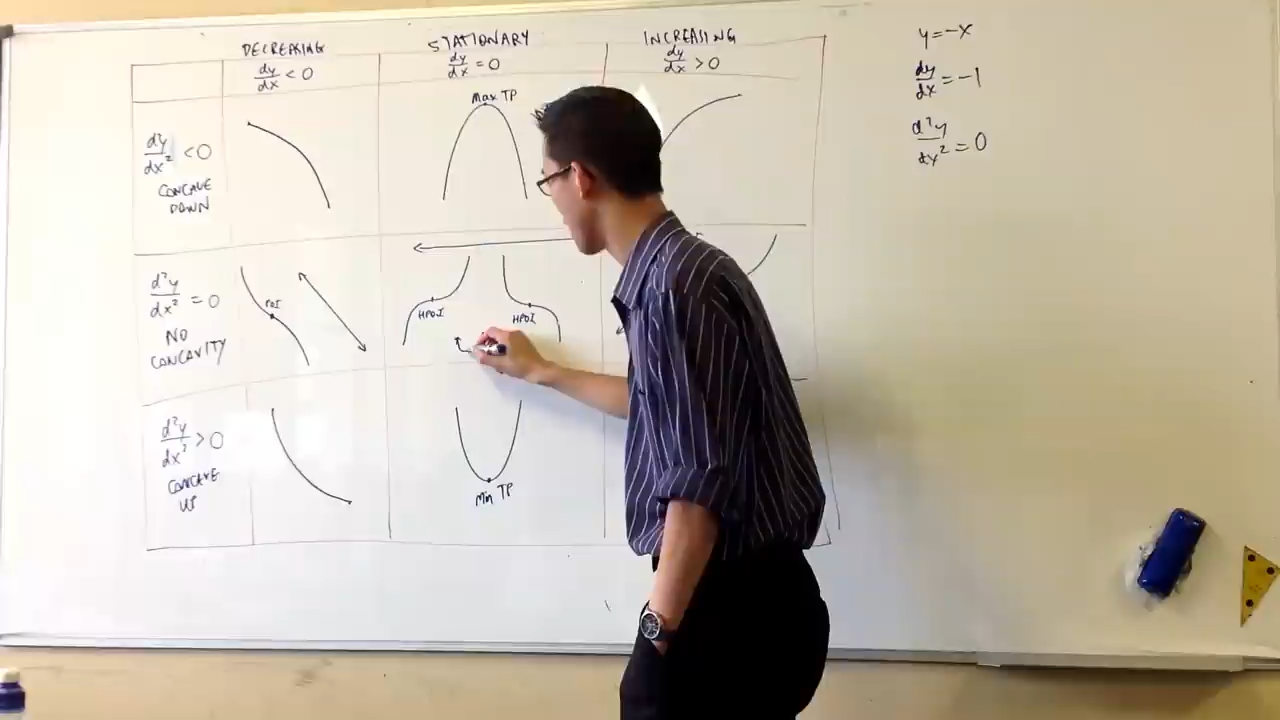 DECREASING
dy/dx < 0
STATIONARY
dy/dx = 0
INCREASING
dy/dx > 0
d²y/dx² < 0
CONCAVE
DOWN
Max TP
d²y/dx² = 0
NO
CONCAVITY
POI
HPOI
HPOI
d²y/dx² > 0
CONCAVE
UP
Min TP
y = -x
dy/dx = -1
d²y/dx² = 0